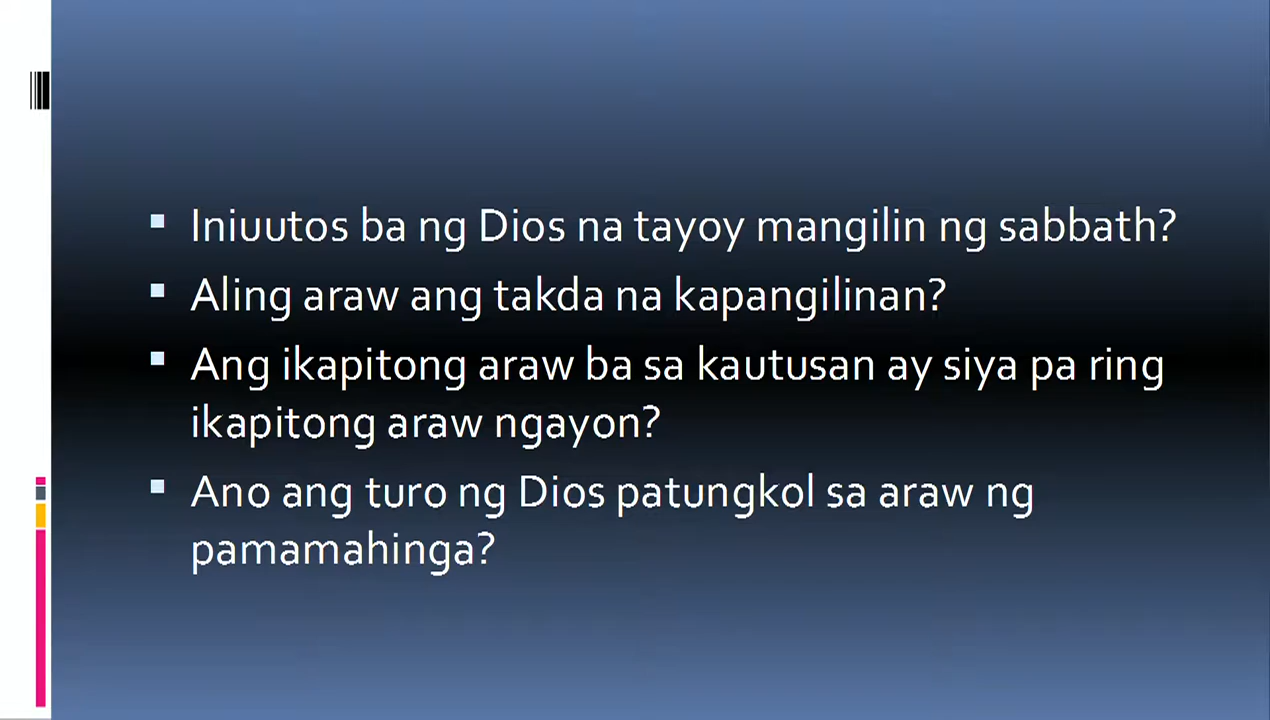 Iniuutos ba ng Dios na tayoy mangilin ng sabbath?
Aling araw ang takda na kapangilinan?
Ang ikapitong araw ba sa kautusan ay siya pa ring
ikapitong araw ngayon?
Ano ang turo ng Dios patungkol sa araw ng
pamamahinga?